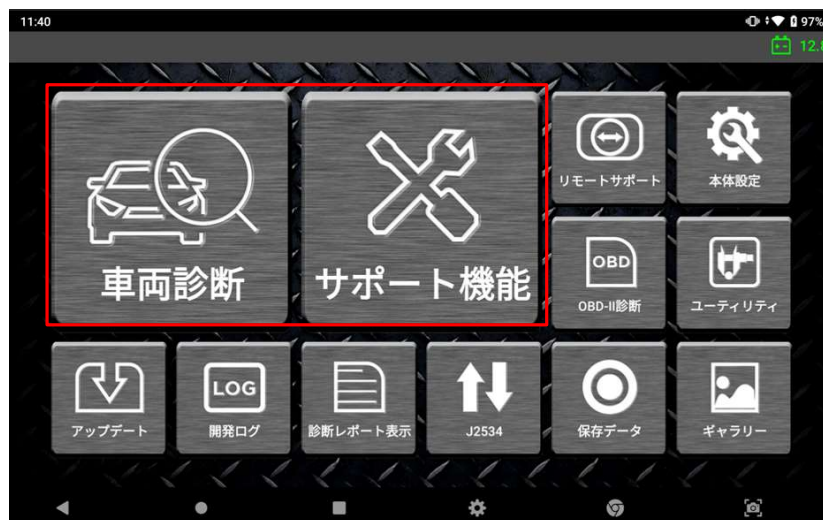 11:40
97%
12.8
車両診断
サポート機能
リモートサポート
本体設定
OBD
OBD-II診断
ユーティリティ
アップデート
LOG
開発ログ
診断レポート表示
J2534
保存データ
ギャラリー